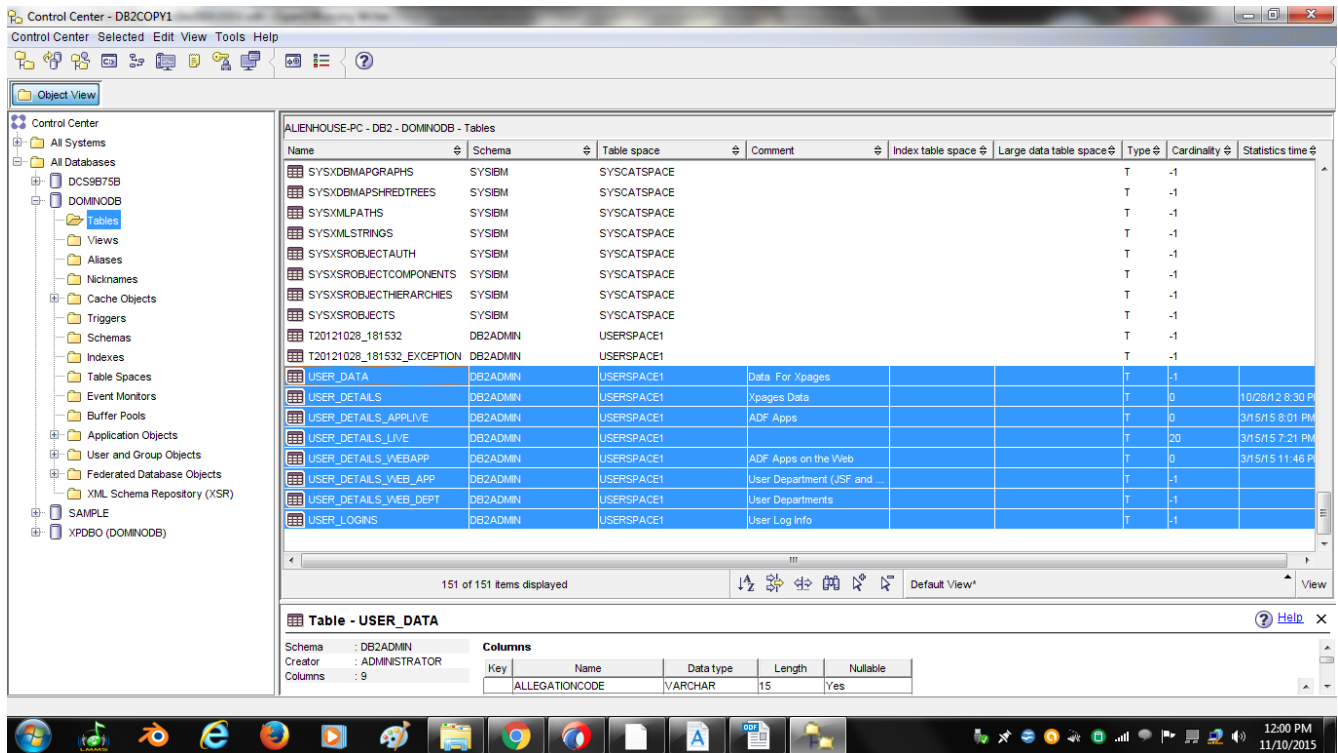 Control Center - DB2COPY1
Control Center Selected Edit View Tools Help
Object View
Control Center
All Systems
All Databases
DCS9B75B
DOMINODB
Tables
Views
Aliases
Nicknames
Cache Objects
Triggers
Schemas
Indexes
Table Spaces
Event Monitors
Buffer Pools
Application Objects
User and Group Objects
Federated Database Objects
XML Schema Repository (XSR)
SAMPLE
XPDBO (DOMINODB)
ALIENHOUSE-PC - DB2 - DOMINODB - Tables
Name Schema Table space Comment Index table space Large data table space Type Cardinality Statistics time
SYSXDBMAPGRAPHS SYSIBM SYSCATSPACE T -1
SYSXDBMAPSHREDTREES SYSIBM SYSCATSPACE T -1
SYSXMLPATHS SYSIBM SYSCATSPACE T -1
SYSXMLSTRINGS SYSIBM SYSCATSPACE T -1
SYSXSROBJECTAUTH SYSIBM SYSCATSPACE T -1
SYSXSROBJECTCOMPONENTS SYSIBM SYSCATSPACE T -1
SYSXSROBJECTHIERARCHIES SYSIBM SYSCATSPACE T -1
SYSXSROBJECTS SYSIBM SYSCATSPACE T -1
T20121028_181532 DB2ADMIN USERSPACE1 T -1
T20121028_181532_EXCEPTION DB2ADMIN USERSPACE1 T -1
USER_DATA DB2ADMIN USERSPACE1 Data For Xpages T -1
USER_DETAILS DB2ADMIN USERSPACE1 Xpages Data T 0 10/28/12 8:30 P
USER_DETAILS_APPLIVE DB2ADMIN USERSPACE1 ADF Apps T 0 3/15/15 8:01 PM
USER_DETAILS_LIVE DB2ADMIN USERSPACE1 T 20 3/15/15 7:21 PM
USER_DETAILS_WEBAPP DB2ADMIN USERSPACE1 ADF Apps on the Web T 0 3/15/15 11:46 P
USER_DETAILS_WEB_APP DB2ADMIN USERSPACE1 User Department (JSF and ... T -1
USER_DETAILS_WEB_DEPT DB2ADMIN USERSPACE1 User Departments T -1
USER_LOGINS DB2ADMIN USERSPACE1 User Log Info T -1
151 of 151 items displayed Default View* View
Table - USER_DATA Help
Schema : DB2ADMIN
Creator : ADMINISTRATOR
Columns : 9
Columns
Key Name Data type Length Nullable
ALLEGATIONCODE VARCHAR 15 Yes
LMMS
ODF
12:00 PM
11/10/2015